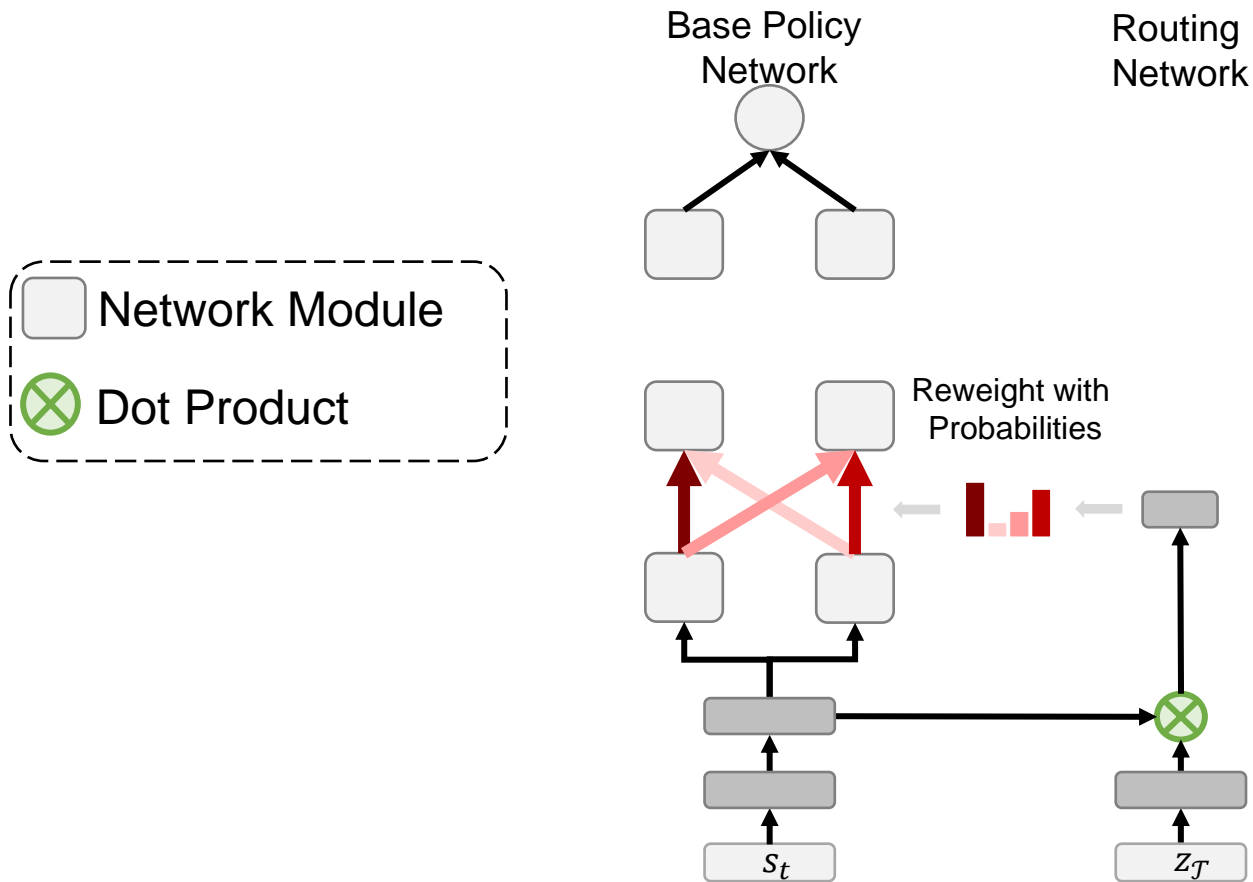 Base Policy
Network
Routing
Network
Network Module
Dot Product
Reweight with
Probabilities
s_t
z_𝒯